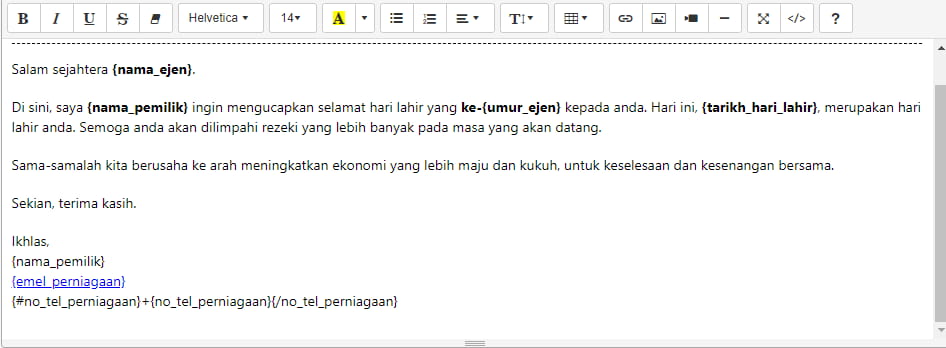 B I U S Helvetica 14 A T </> ?
Salam sejahtera {nama_ejen}.
Di sini, saya {nama_pemilik} ingin mengucapkan selamat hari lahir yang ke-{umur_ejen} kepada anda. Hari ini, {tarikh_hari_lahir}, merupakan hari
lahir anda. Semoga anda akan dilimpahi rezeki yang lebih banyak pada masa yang akan datang.
Sama-samalah kita berusaha ke arah meningkatkan ekonomi yang lebih maju dan kukuh, untuk keselesaan dan kesenangan bersama.
Sekian, terima kasih.
Ikhlas,
{nama_pemilik}
{emel_perniagaan}
{#no_tel_perniagaan}+{no_tel_perniagaan}{/no_tel_perniagaan}